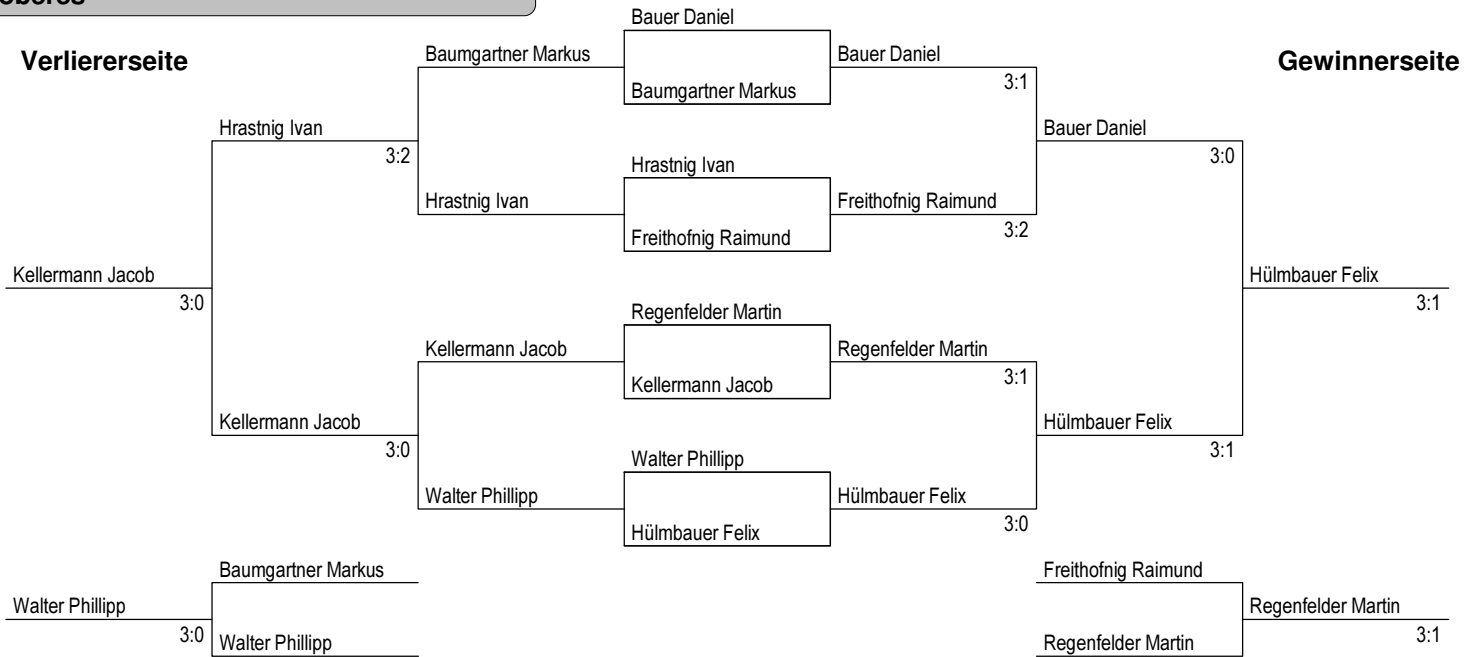 oberes
Bauer Daniel
Verliererseite
Baumgartner Markus
Bauer Daniel
Gewinnerseite
3:1
Baumgartner Markus
Hrastnig Ivan
Bauer Daniel
3:2
3:0
Hrastnig Ivan
Hrastnig Ivan
Freithofnig Raimund
3:2
Freithofnig Raimund
Kellermann Jacob
Hülmbauer Felix
3:0
3:1
Regenfelder Martin
Kellermann Jacob
Regenfelder Martin
3:1
Kellermann Jacob
Kellermann Jacob
Hülmbauer Felix
3:0
3:1
Walter Phillipp
Walter Phillipp
Hülmbauer Felix
3:0
Hülmbauer Felix
Baumgartner Markus
Freithofnig Raimund
Walter Phillipp
Regenfelder Martin
3:0
3:1
Walter Phillipp
Regenfelder Martin